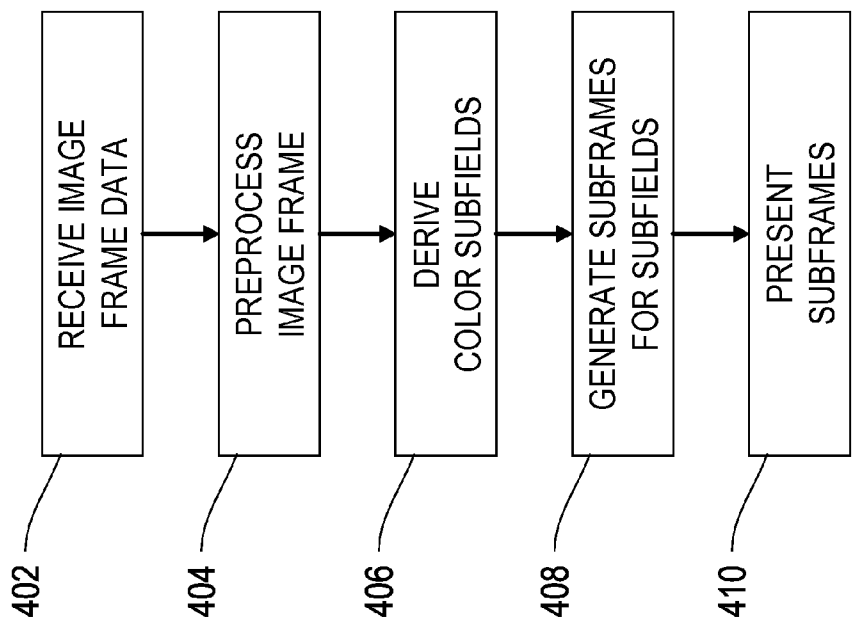 402
RECEIVE IMAGE
FRAME DATA
404
PREPROCESS
IMAGE FRAME
406
DERIVE
COLOR SUBFIELDS
408
GENERATE SUBFRAMES
FOR SUBFIELDS
410
PRESENT
SUBFRAMES